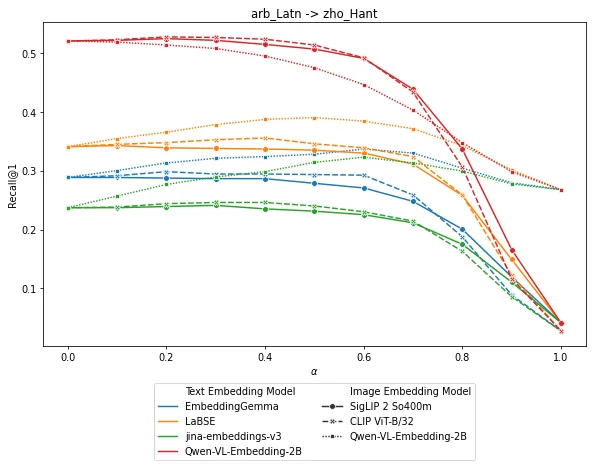 arb_Latn -> zho_Hant
Recall@1
0.5
0.4
0.3
0.2
0.1
0.0 0.2 0.4 0.6 0.8 1.0
α
Text Embedding Model Image Embedding Model
EmbeddingGemma SigLIP 2 So400m
LaBSE CLIP ViT-B/32
jina-embeddings-v3 Qwen-VL-Embedding-2B
Qwen-VL-Embedding-2B